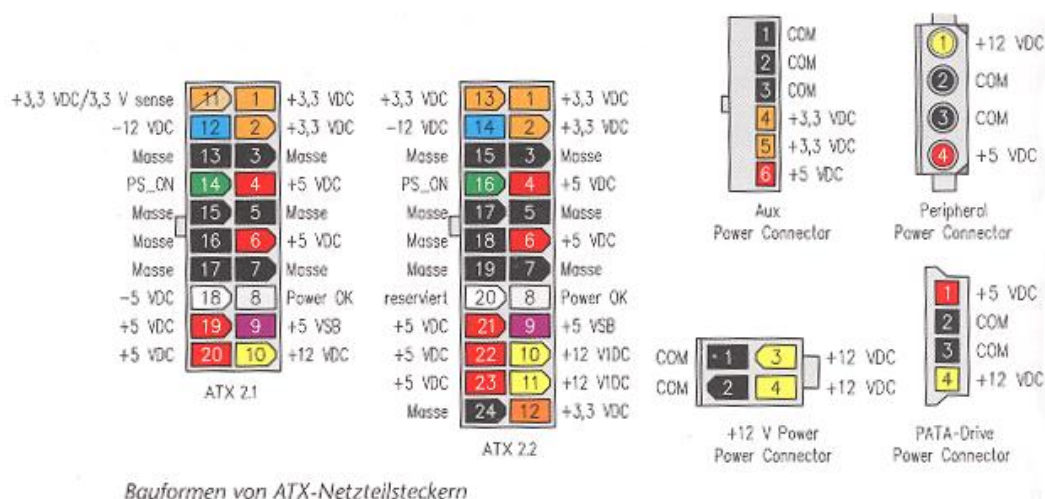 +3,3 VDC/3,3 V sense 11 1 +3,3 VDC
-12 VDC 12 2 +3,3 VDC
Masse 13 3 Masse
PS_ON 14 4 +5 VDC
Masse 15 5 Masse
Masse 16 6 +5 VDC
Masse 17 7 Masse
-5 VDC 18 8 Power OK
+5 VDC 19 9 +5 VSB
+5 VDC 20 10 +12 VDC
ATX 2.1
+3,3 VDC 13 1 +3,3 VDC
-12 VDC 14 2 +3,3 VDC
Masse 15 3 Masse
PS_ON 16 4 +5 VDC
Masse 17 5 Masse
Masse 18 6 +5 VDC
Masse 19 7 Masse
reserviert 20 8 Power OK
+5 VDC 21 9 +5 VSB
+5 VDC 22 10 +12 V1DC
+5 VDC 23 11 +12 V1DC
Masse 24 12 +3,3 VDC
ATX 2.2
1 COM
2 COM
3 COM
4 +3,3 VDC
5 +3,3 VDC
6 +5 VDC
Aux
Power Connector
1 +12 VDC
2 COM
3 COM
4 +5 VDC
Peripheral
Power Connector
COM 1 3 +12 VDC
COM 2 4 +12 VDC
+12 V Power
Power Connector
1 +5 VDC
2 COM
3 COM
4 +12 VDC
PATA-Drive
Power Connector
Bauformen von ATX-Netzteilsteckern